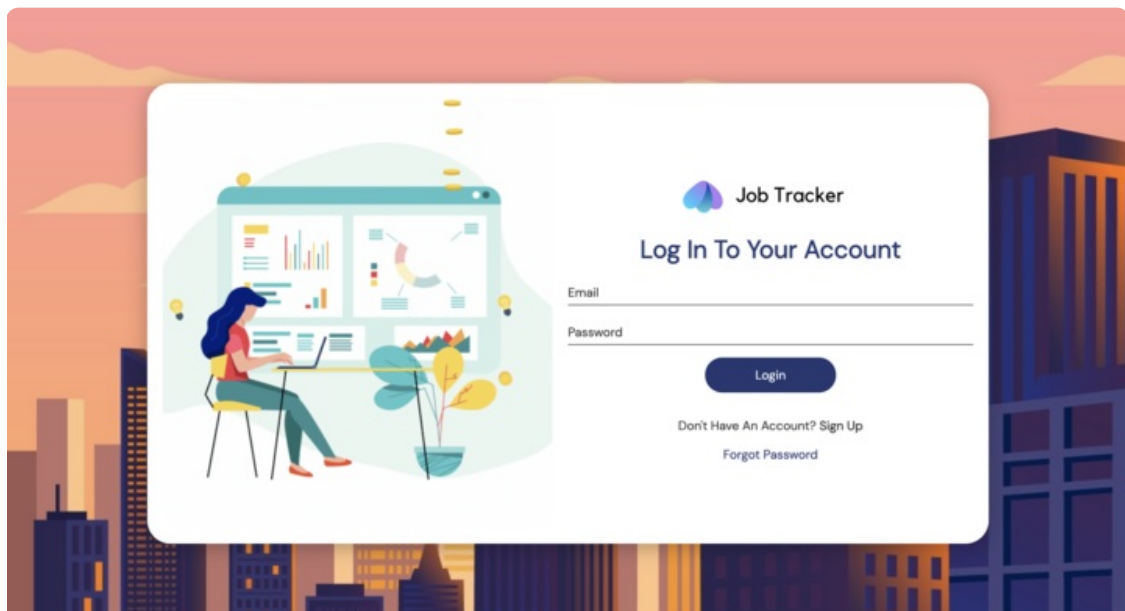 Job Tracker
Log In To Your Account
Email
Password
Login
Don't Have An Account? Sign Up
Forgot Password